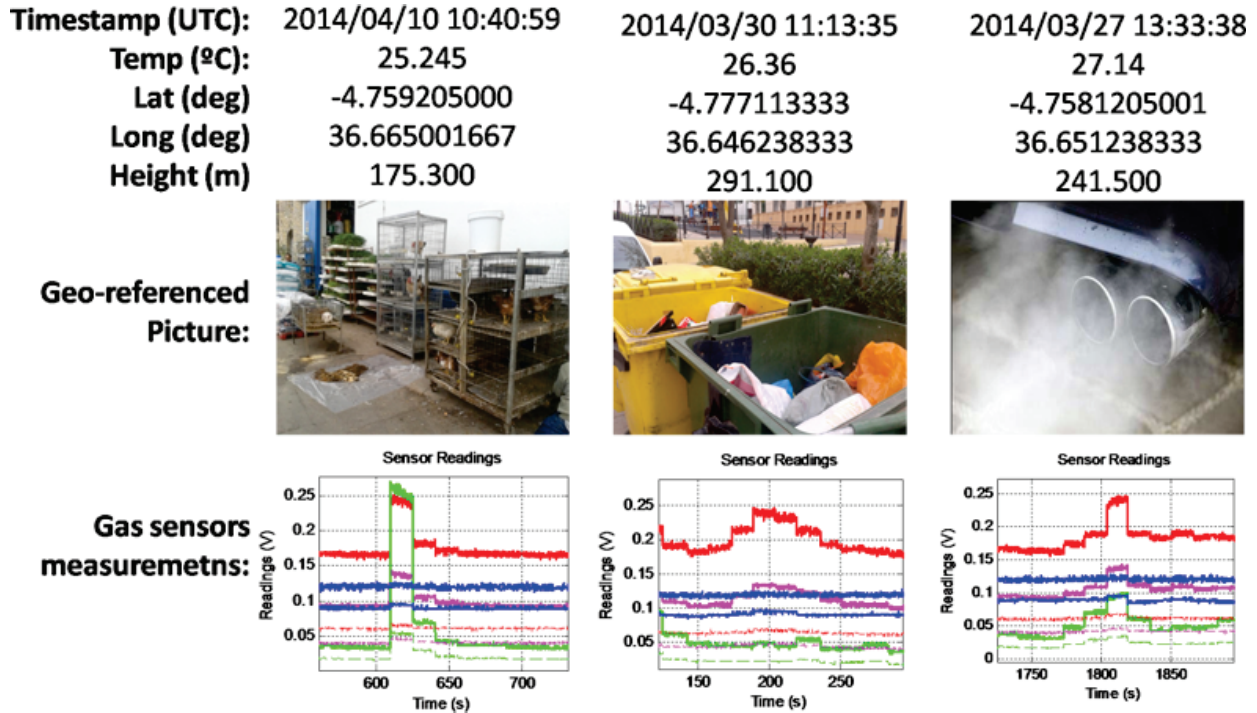 Timestamp (UTC): 2014/04/10 10:40:59 2014/03/30 11:13:35 2014/03/27 13:33:38
Temp (ºC): 25.245 26.36 27.14
Lat (deg) -4.759205000 -4.777113333 -4.7581205001
Long (deg) 36.665001667 36.646238333 36.651238333
Height (m) 175.300 291.100 241.500
Geo-referenced
Picture:
Gas sensors
measuremetns:
Sensor Readings
Readings (V)
0.25
0.2
0.15
0.1
0.05
600 650 700
Time (s)
Sensor Readings
Readings (V)
0.25
0.2
0.15
0.1
0.05
150 200 250
Time (s)
Sensor Readings
Readings (V)
0.25
0.2
0.15
0.1
0.05
0
1750 1800 1850
Time (s)